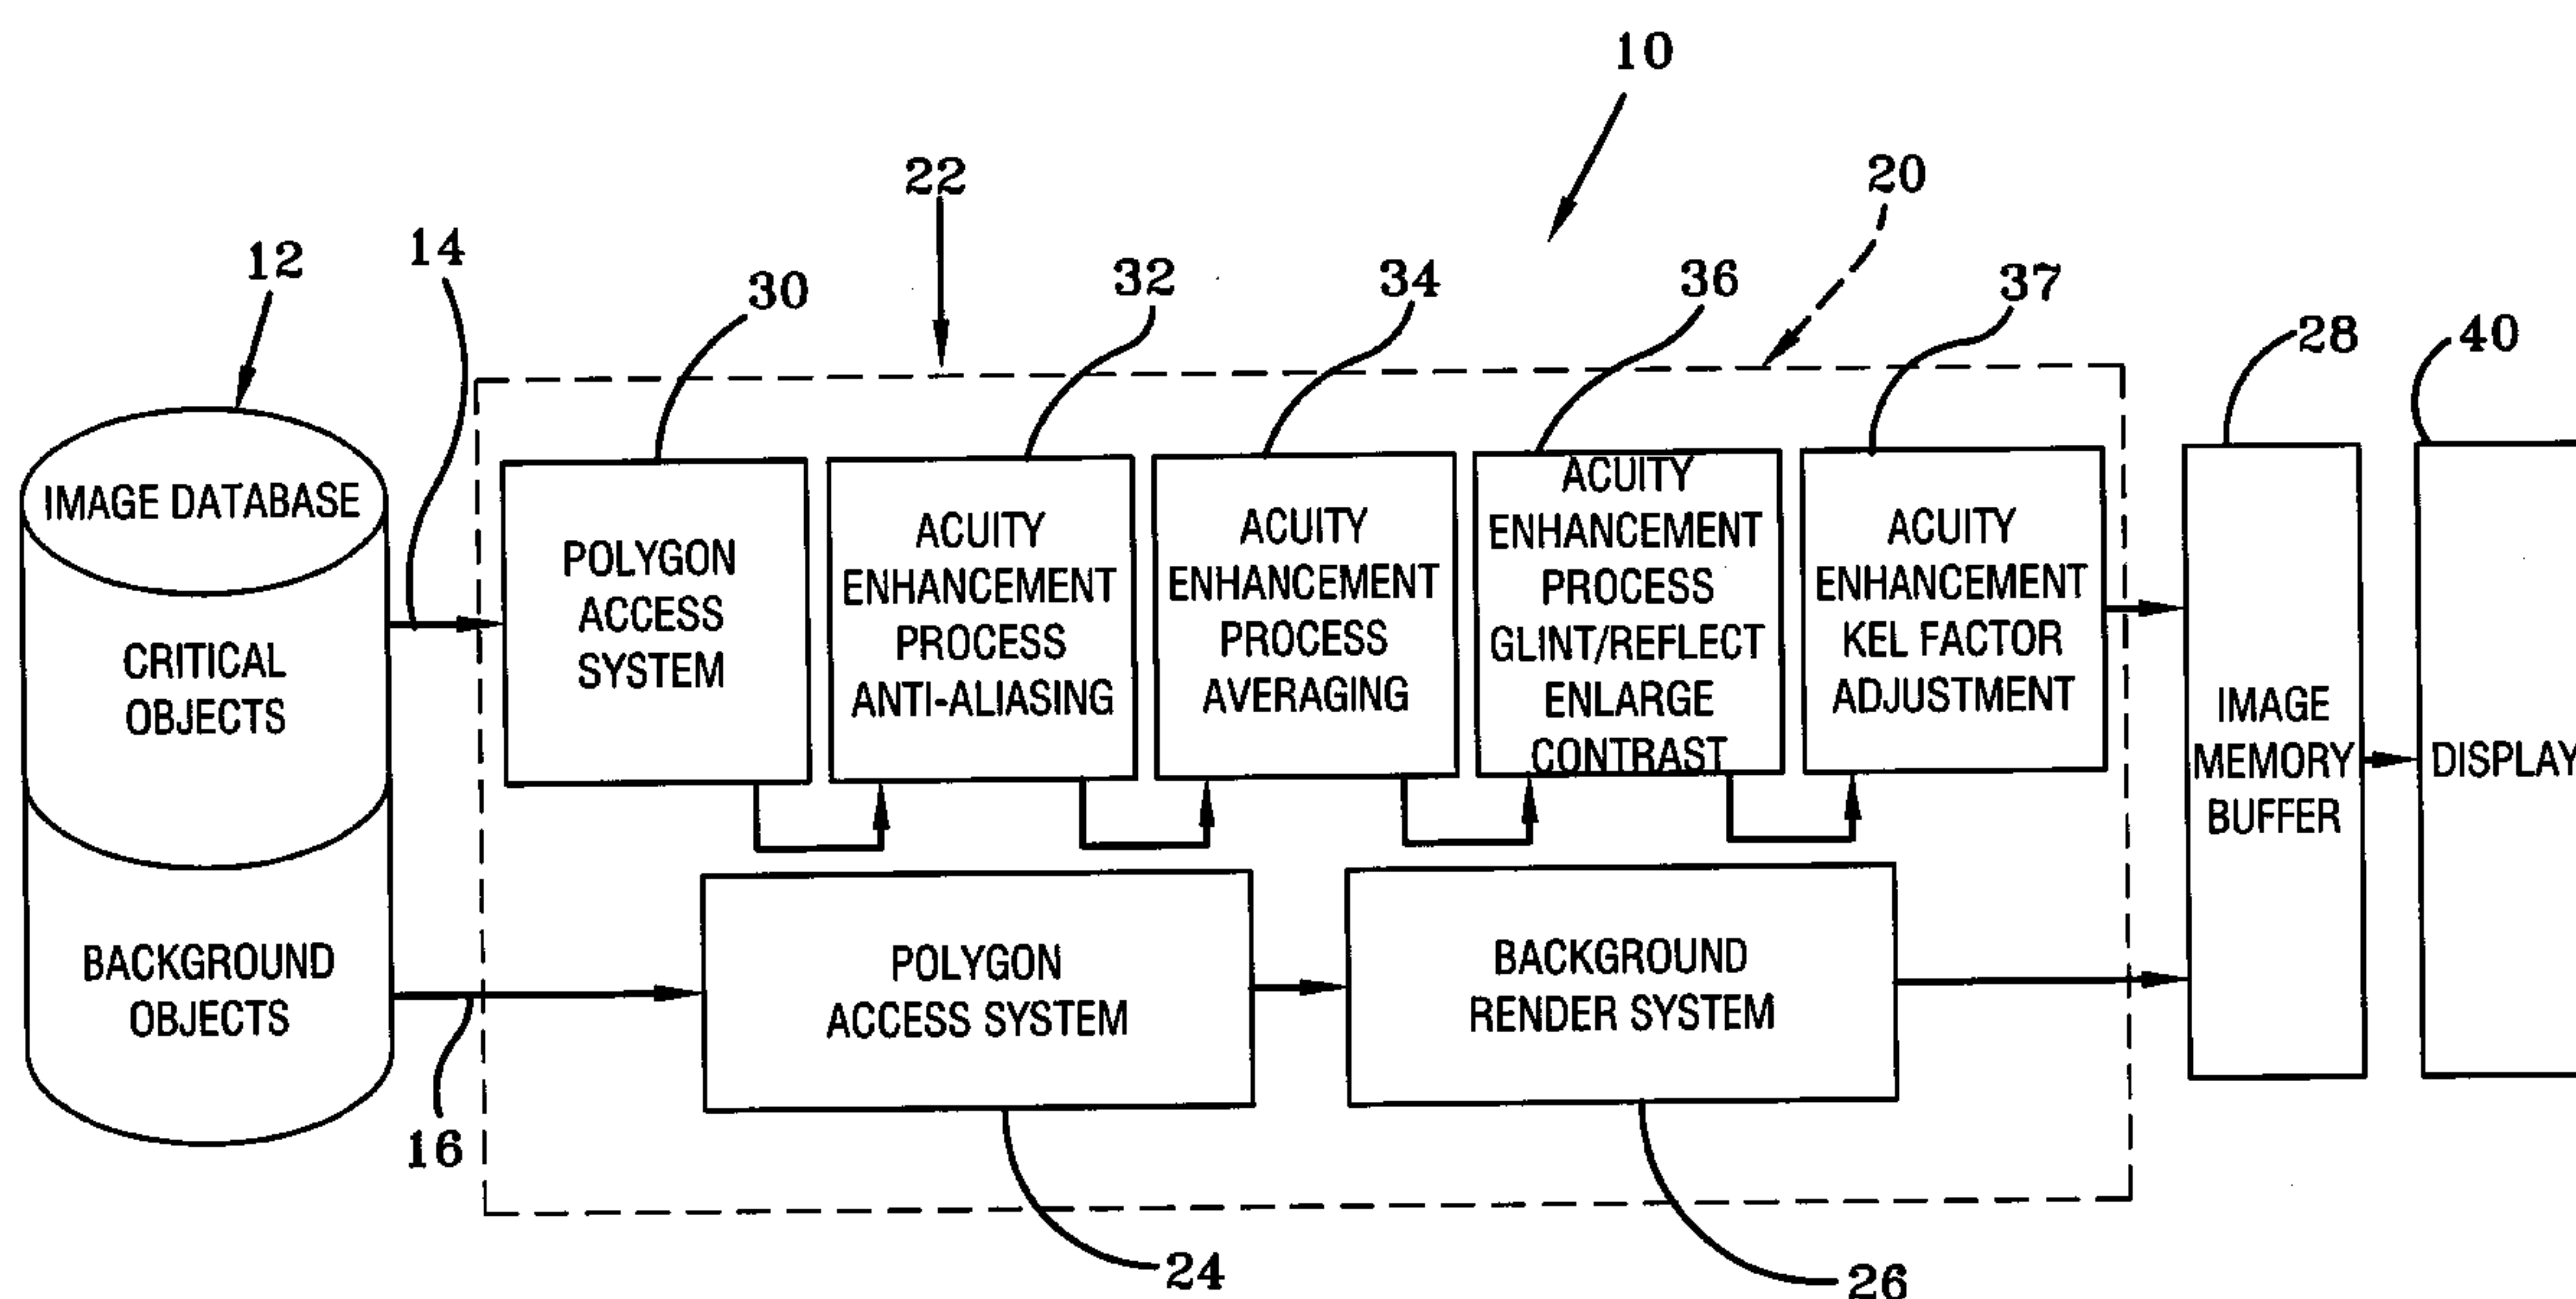 10
22
20
12
14
30
32
34
36
37
28
40
IMAGE DATABASE
CRITICAL
OBJECTS
BACKGROUND
OBJECTS
POLYGON
ACCESS
SYSTEM
ACUITY
ENHANCEMENT
PROCESS
ANTI-ALIASING
ACUITY
ENHANCEMENT
PROCESS
AVERAGING
ACUITY
ENHANCEMENT
PROCESS
GLINT/REFLECT
ENLARGE
CONTRAST
ACUITY
ENHANCEMENT
KEL FACTOR
ADJUSTMENT
IMAGE
MEMORY
BUFFER
DISPLAY
POLYGON
ACCESS SYSTEM
BACKGROUND
RENDER SYSTEM
16
24
26